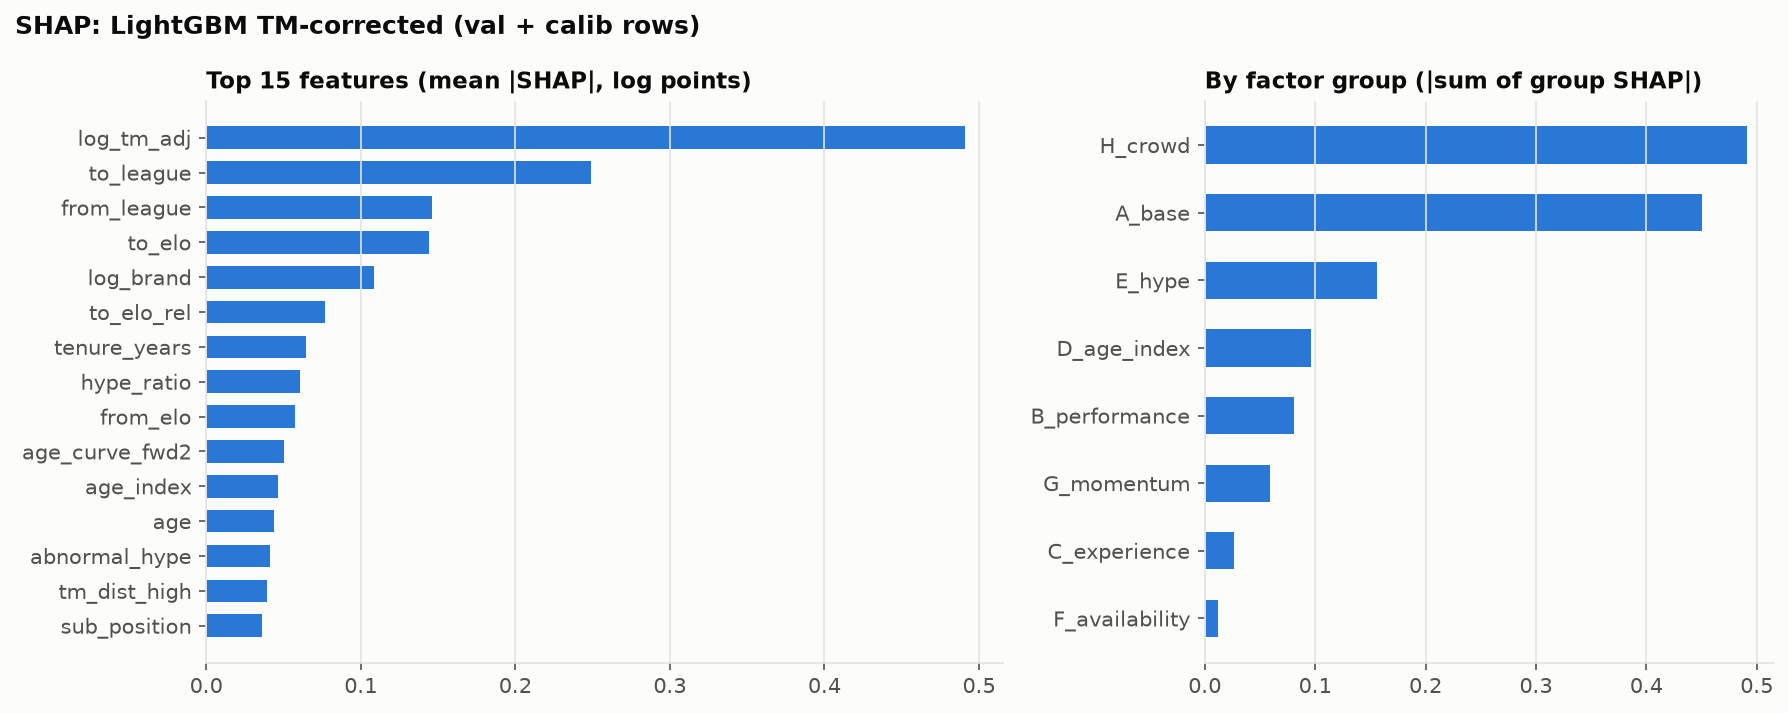 SHAP: LightGBM TM-corrected (val + calib rows)
Top 15 features (mean |SHAP|, log points)
log_tm_adj
to_league
from_league
to_elo
log_brand
to_elo_rel
tenure_years
hype_ratio
from_elo
age_curve_fwd2
age_index
age
abnormal_hype
tm_dist_high
sub_position
0.0 0.1 0.2 0.3 0.4 0.5
By factor group (|sum of group SHAP|)
H_crowd
A_base
E_hype
D_age_index
B_performance
G_momentum
C_experience
F_availability
0.0 0.1 0.2 0.3 0.4 0.5